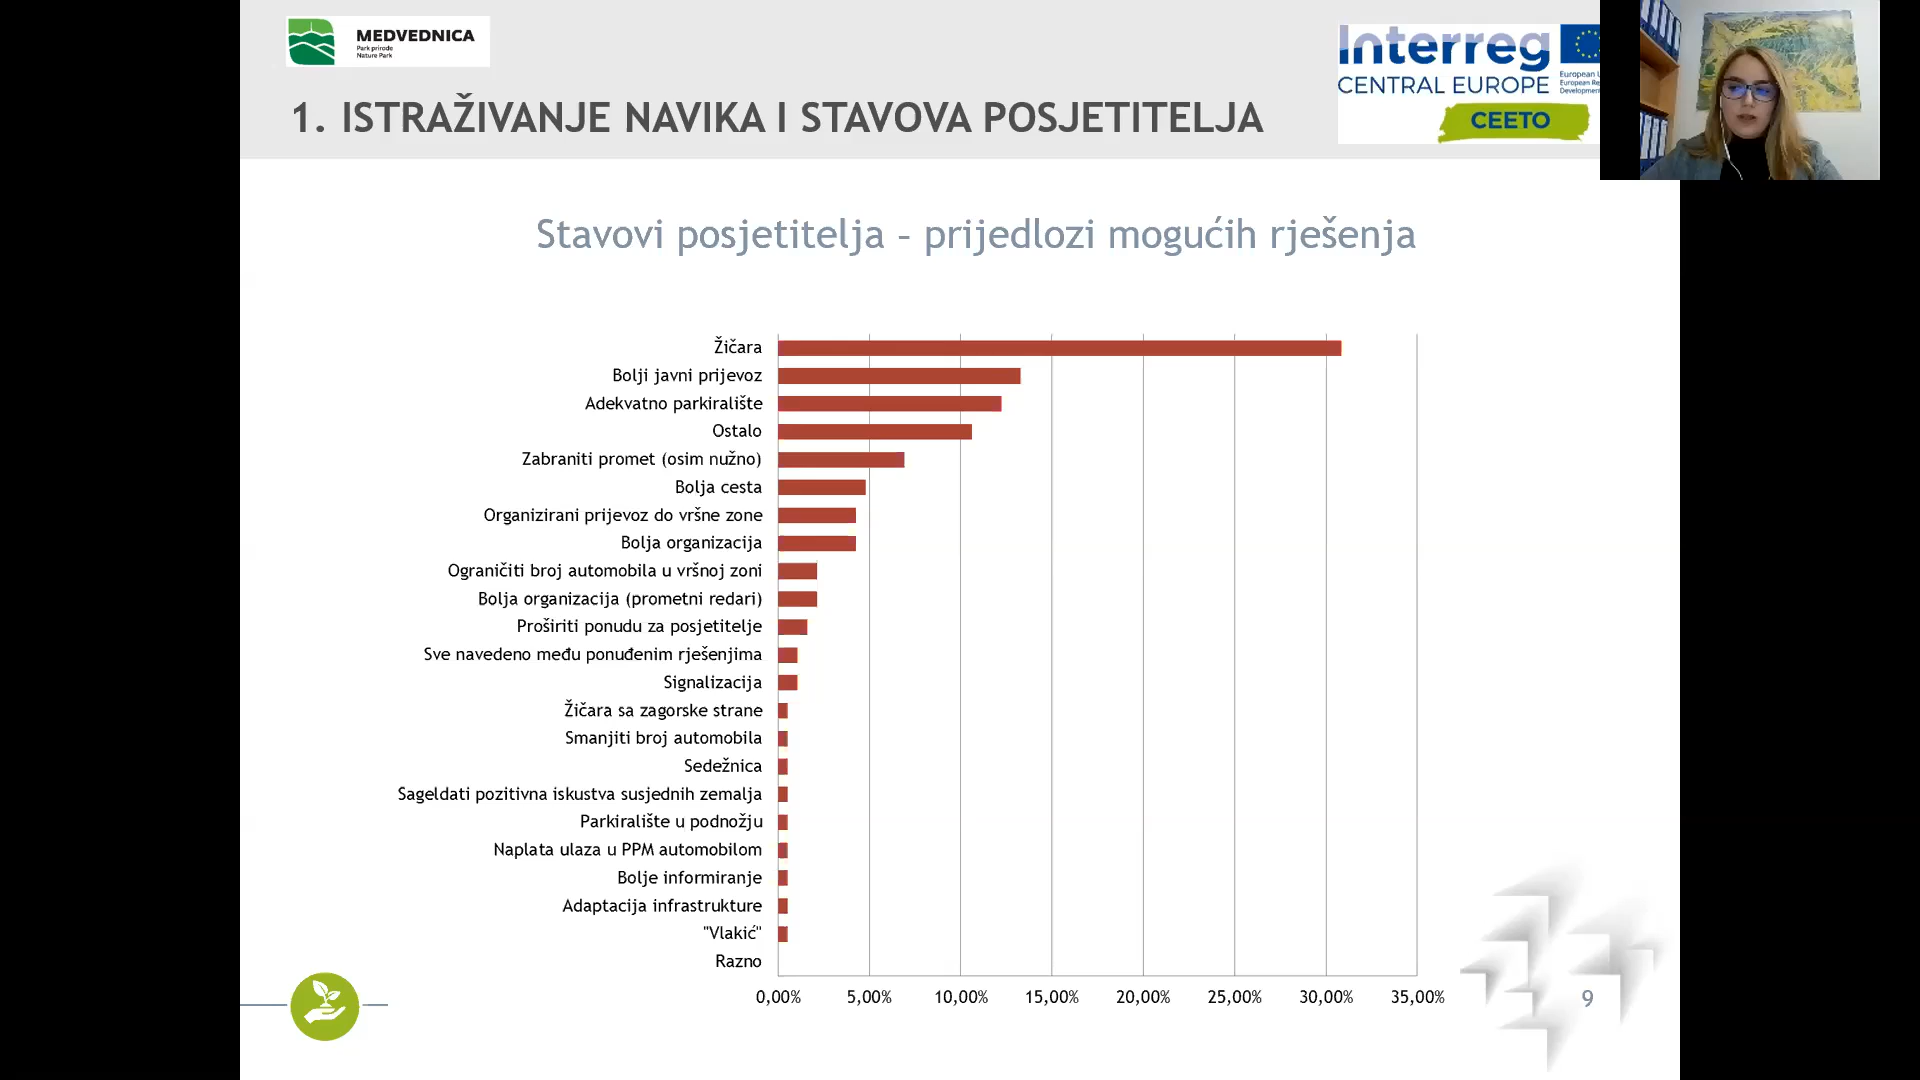 MEDVEDNICA
Park prirode
Nature Park
Interreg
CENTRAL EUROPE
European
European Re
Developmen
CEETO
1. ISTRAŽIVANJE NAVIKA I STAVOVA POSJETITELJA
Stavovi posjetitelja – prijedlozi mogućih rješenja
Žičara
Bolji javni prijevoz
Adekvatno parkiralište
Ostalo
Zabraniti promet (osim nužno)
Bolja cesta
Organizirani prijevoz do vršne zone
Bolja organizacija
Ograničiti broj automobila u vršnoj zoni
Bolja organizacija (prometni redari)
Proširiti ponudu za posjetitelje
Sve navedeno među ponuđenim rješenjima
Signalizacija
Žičara sa zagorske strane
Smanjiti broj automobila
Sedežnica
Sageldati pozitivna iskustva susjednih zemalja
Parkiralište u podnožju
Naplata ulaza u PPM automobilom
Bolje informiranje
Adaptacija infrastrukture
"Vlakić"
Razno
0,00% 5,00% 10,00% 15,00% 20,00% 25,00% 30,00% 35,00%
9